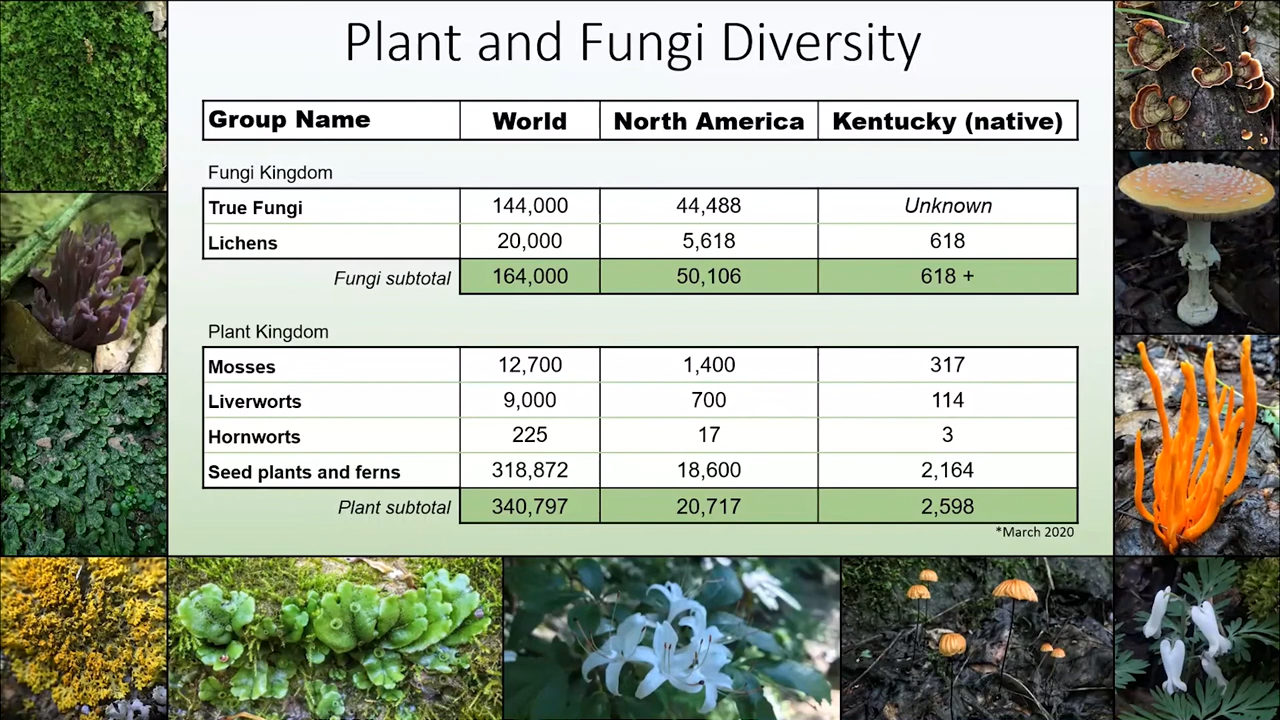 Plant and Fungi Diversity
Group Name World North America Kentucky (native)
Fungi Kingdom
True Fungi 144,000 44,488 Unknown
Lichens 20,000 5,618 618
Fungi subtotal 164,000 50,106 618 +
Plant Kingdom
Mosses 12,700 1,400 317
Liverworts 9,000 700 114
Hornworts 225 17 3
Seed plants and ferns 318,872 18,600 2,164
Plant subtotal 340,797 20,717 2,598
*March 2020